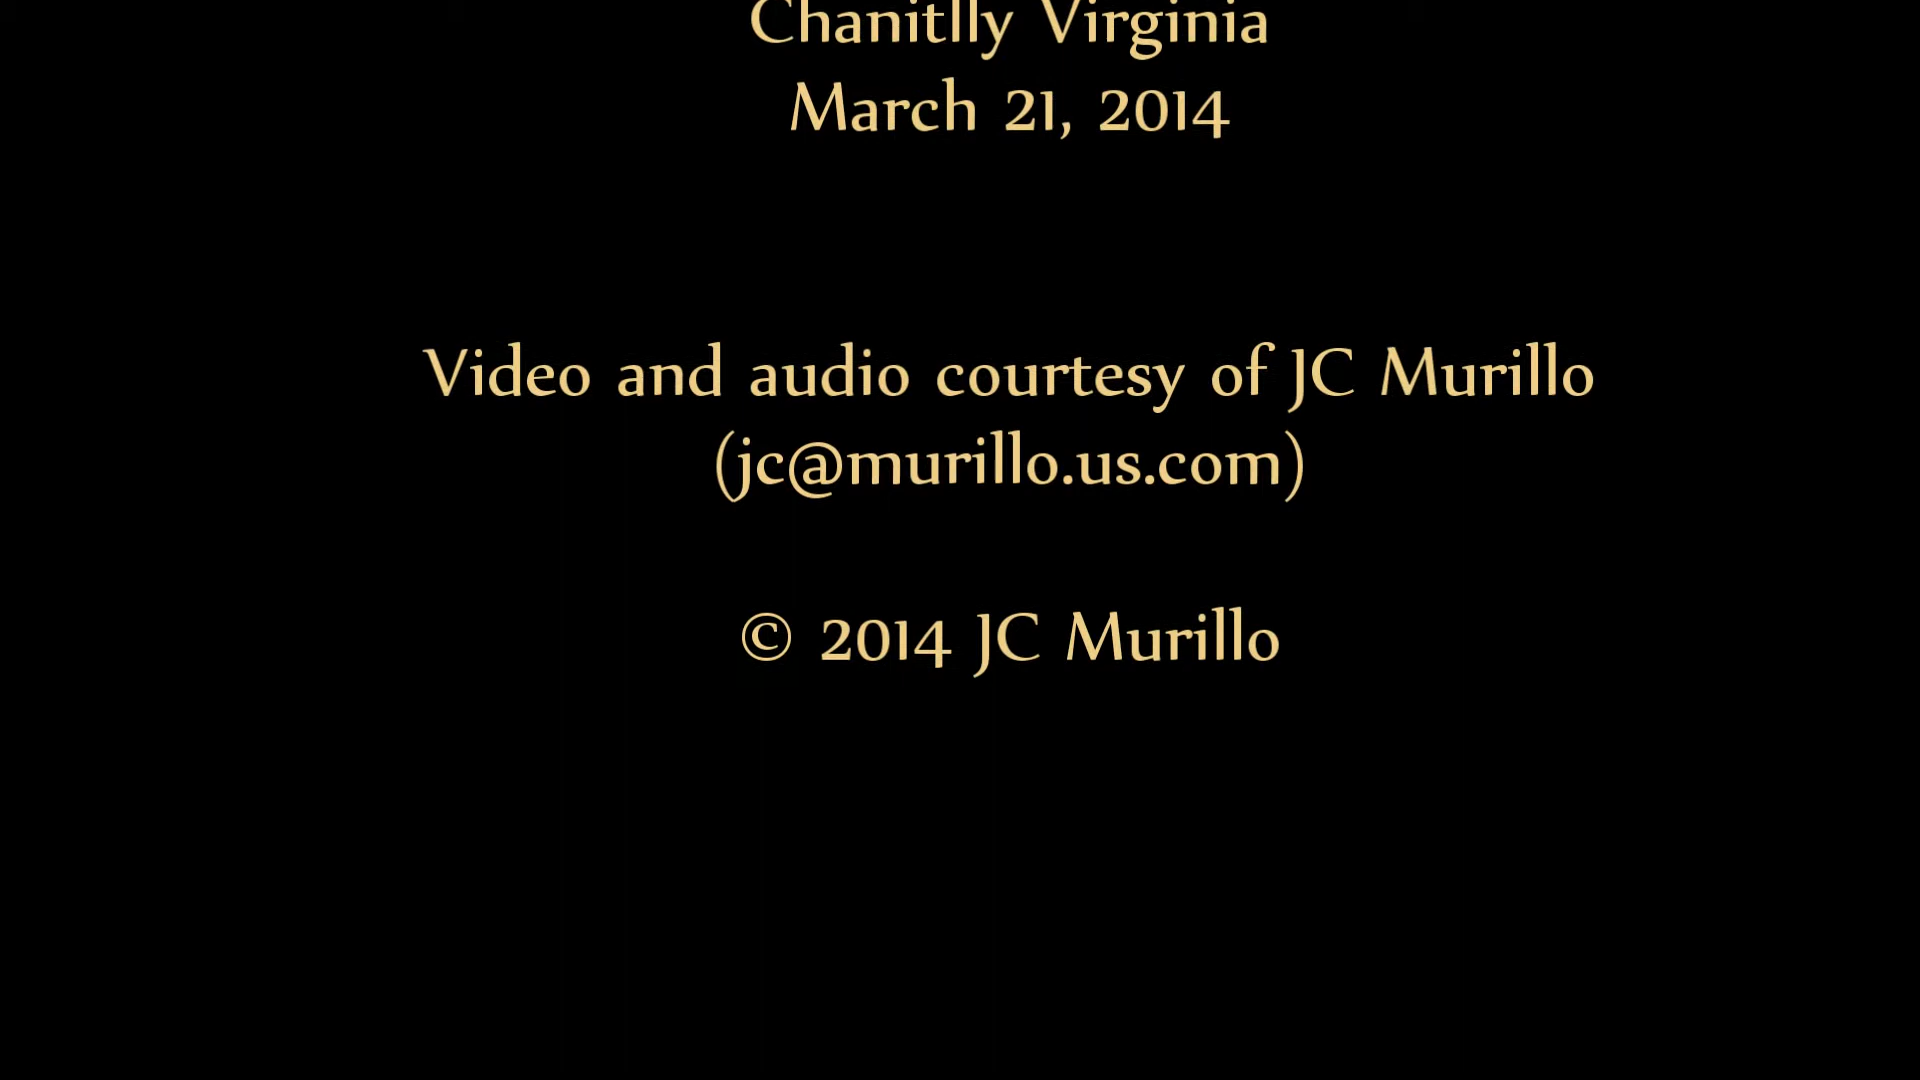 Chanitlly Virginia
March 21, 2014
Video and audio courtesy of JC Murillo
(jc@murillo.us.com)
© 2014 JC Murillo